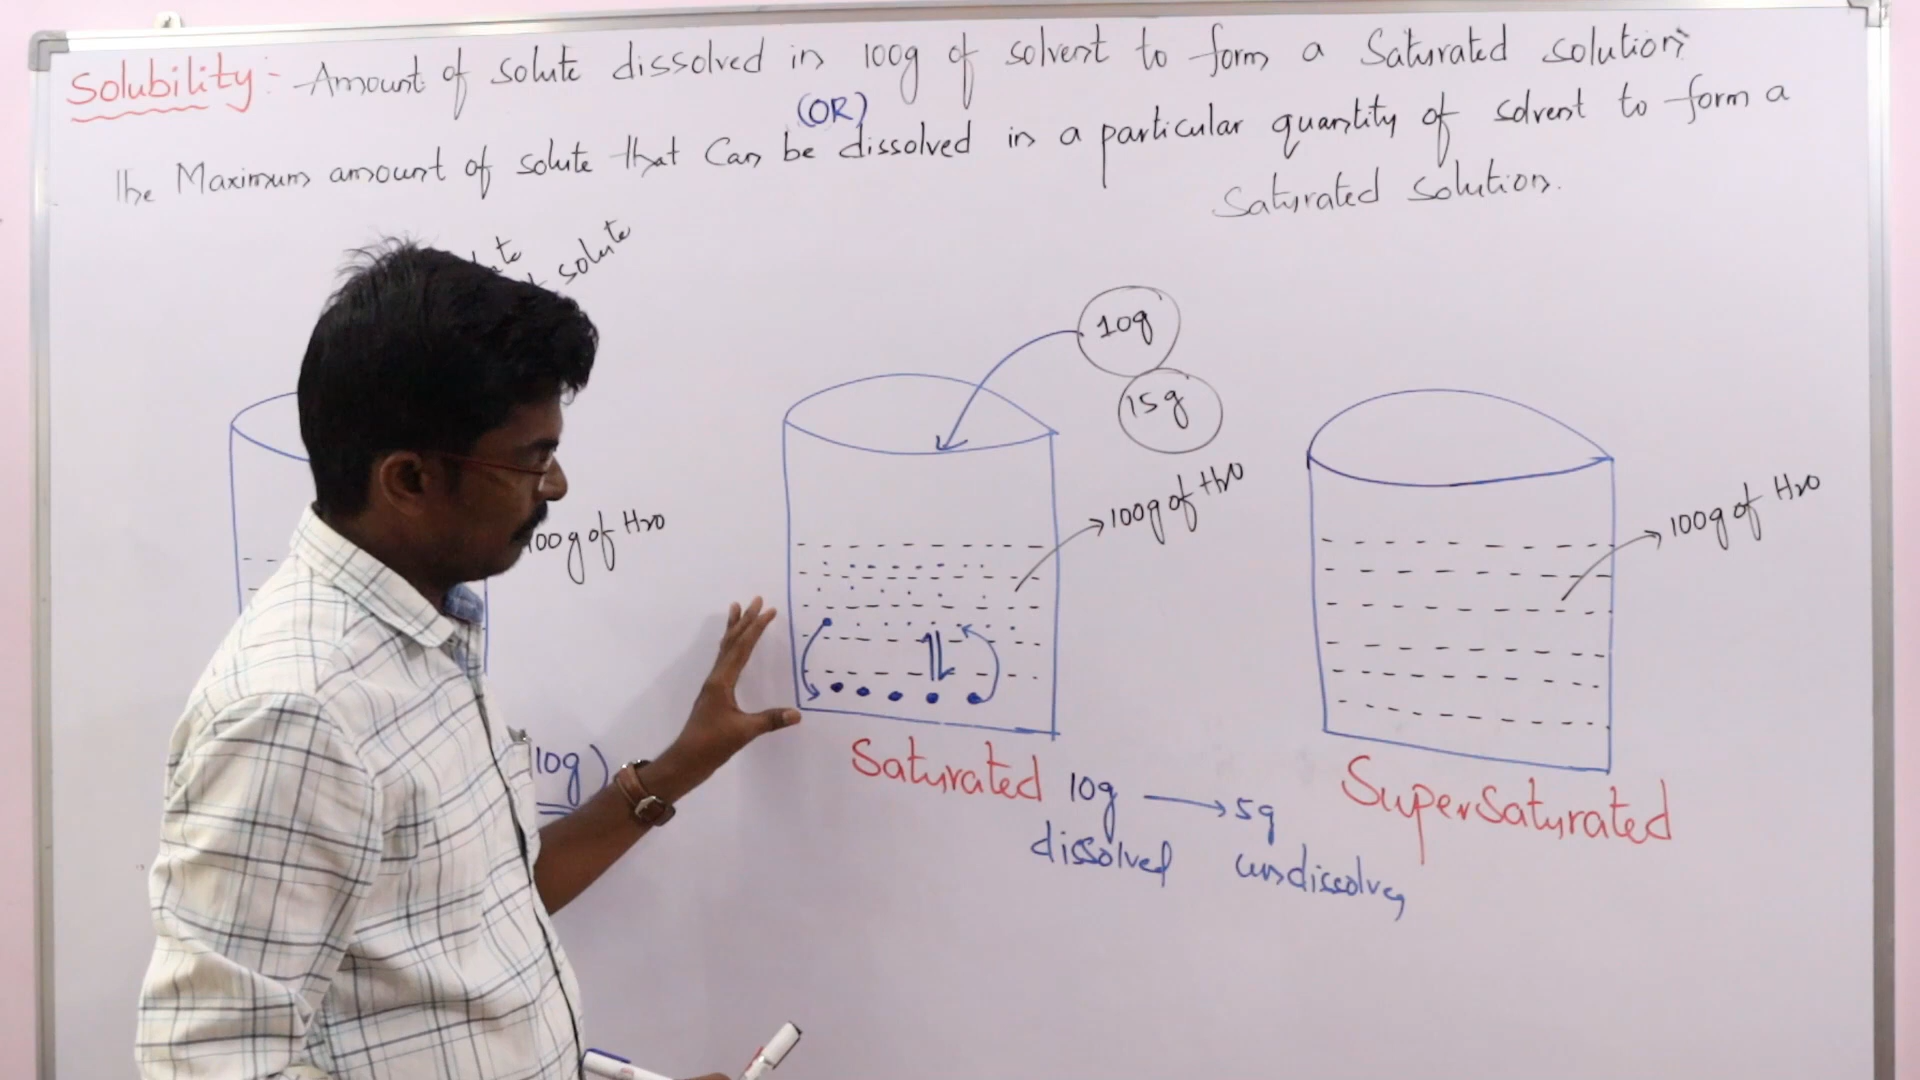 Solubility:- Amount of solute dissolved in 100g of solvent to form a Saturated solution.
(OR)
The Maximum amount of solute that Can be dissolved in a particular quantity of solvent to form a
Saturated solution.
solute
10g
15g
100g of H2O
100g of H2O
100g of H2O
10g)
Saturated
10g → 5g
dissolved undissolved
Supersaturated